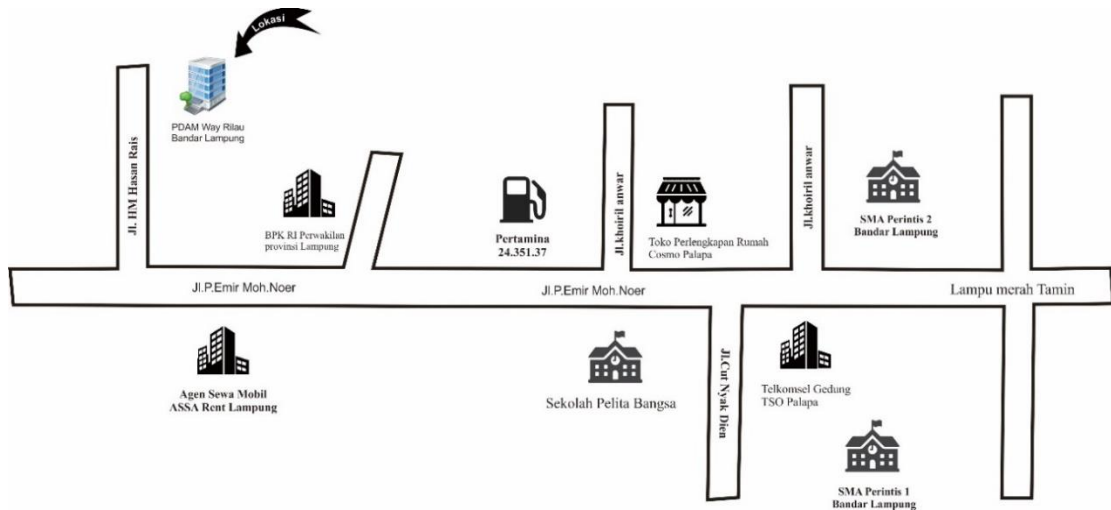 Lokasi
PDAM Way Rilau
Bandar Lampung
Jl. HM Hasan Rais
BPK RI Perwakilan
provinsi Lampung
Pertamina
24.351.37
Jl.khoiril anwar
Toko Perlengkapan Rumah
Cosmo Palapa
Jl.khoiril anwar
SMA Perintis 2
Bandar Lampung
Jl.P.Emir Moh.Noer
Jl.P.Emir Moh.Noer
Lampu merah Tamin
Agen Sewa Mobil
ASSA Rent Lampung
Sekolah Pelita Bangsa
Jl.Cut Nyak Dien
Telkomsel Gedung
TSO Palapa
SMA Perintis 1
Bandar Lampung